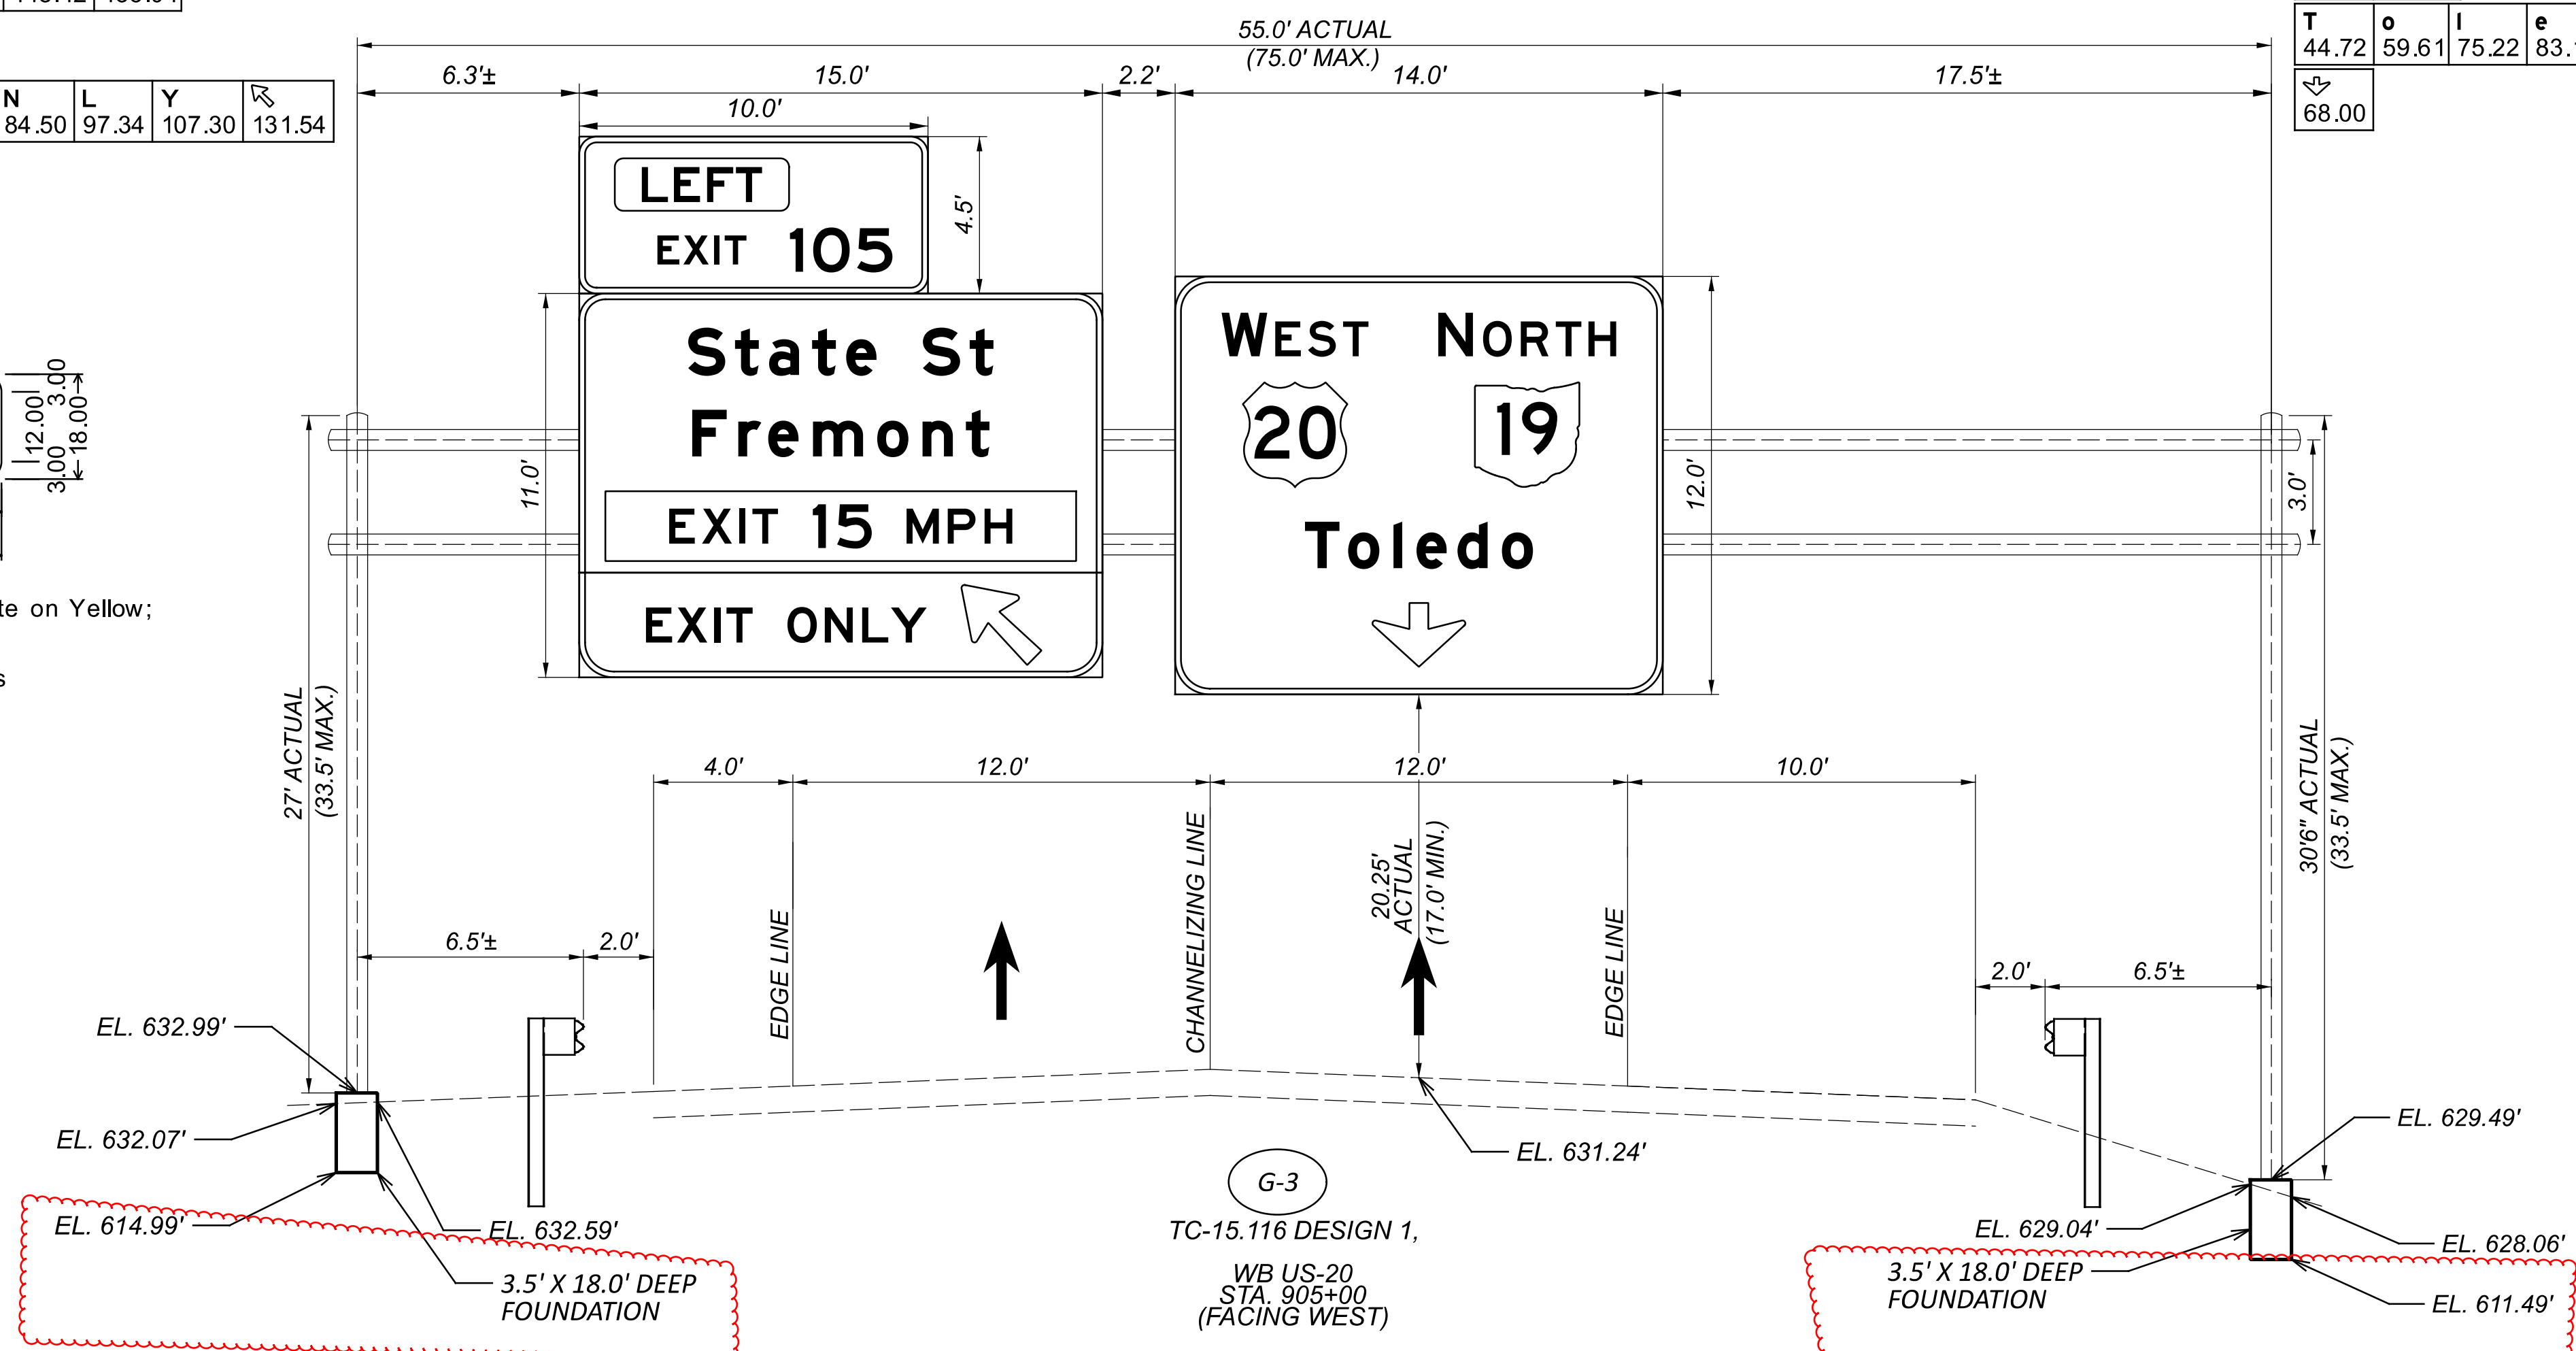 55.0' ACTUAL
(75.0' MAX.)
6.3'±
15.0'
2.2'
14.0'
17.5'±
10.0'
T o l e
44.72 59.61 75.22
68.00
N L Y
84.50 97.34 107.30 131.54
LEFT
EXIT 105
4.5'
State St
Fremont
EXIT 15 MPH
EXIT ONLY
11.0'
WEST NORTH
20 19
Toledo
12.0'
3.0'
3.00
12.00
18.00
3.00
te on Yellow;
s
27' ACTUAL
(33.5' MAX.)
30'6" ACTUAL
(33.5' MAX.)
4.0'
12.0'
12.0'
10.0'
EDGE LINE
CHANNELIZING LINE
20.25'
ACTUAL
(17.0' MIN.)
EDGE LINE
6.5'±
2.0'
2.0'
6.5'±
EL. 632.99'
EL. 632.07'
EL. 614.99'
EL. 632.59'
3.5' X 18.0' DEEP
FOUNDATION
EL. 631.24'
G-3
TC-15.116 DESIGN 1,
WB US-20
STA. 905+00
(FACING WEST)
EL. 629.49'
EL. 629.04'
EL. 628.06'
3.5' X 18.0' DEEP
FOUNDATION
EL. 611.49'